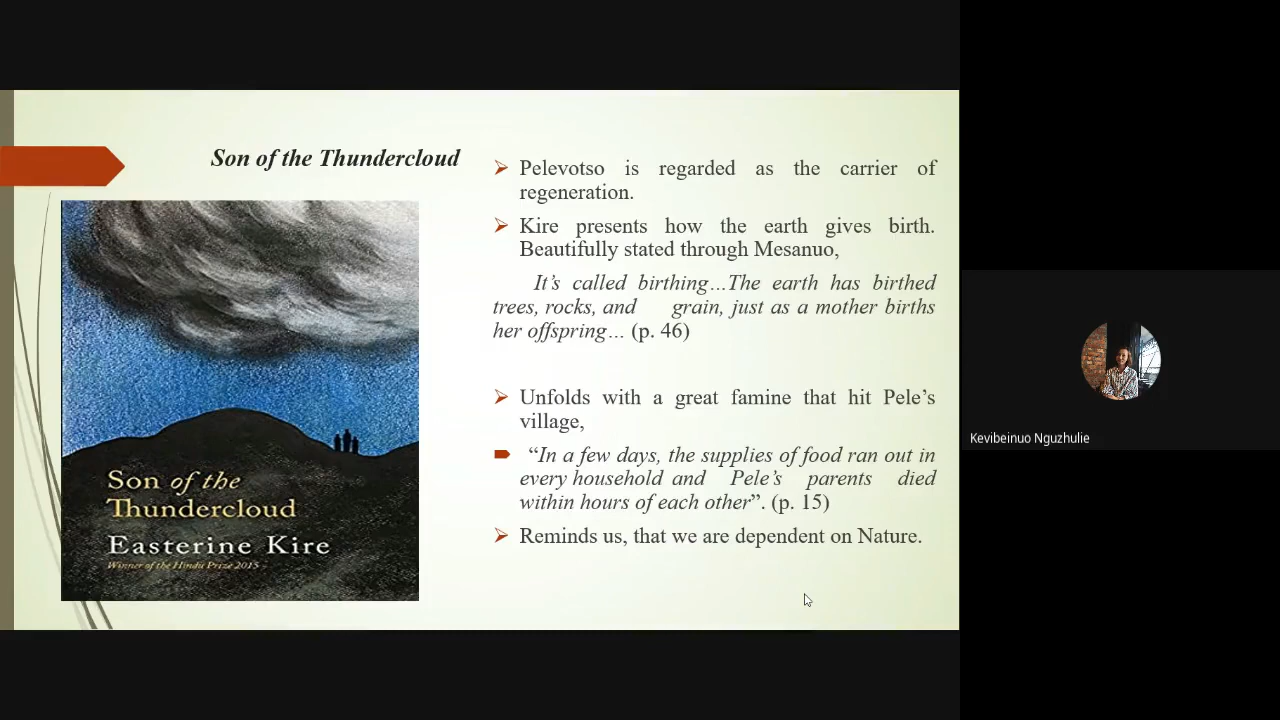 Son of the Thundercloud
Pelevotso is regarded as the carrier of
regeneration.
Kire presents how the earth gives birth.
Beautifully stated through Mesanuo,
It’s called birthing…The earth has birthed
trees, rocks, and grain, just as a mother births
her offspring… (p. 46)
Unfolds with a great famine that hit Pele’s
village,
“In a few days, the supplies of food ran out in
every household and Pele’s parents died
within hours of each other”. (p. 15)
Reminds us, that we are dependent on Nature.
Son of the
Thundercloud
Easterine Kire
Winner of the Hindu Prize 2015
Kevibeinuo Nguzhulie